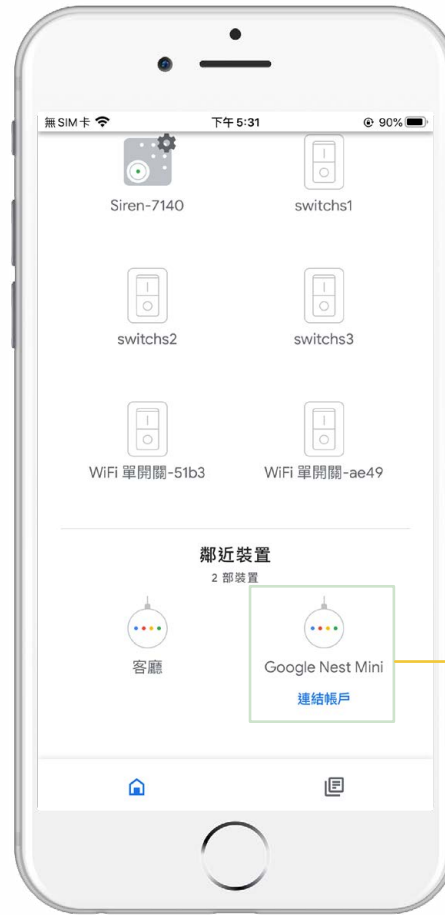 無SIM卡 下午5:31 90%
Siren-7140 switchs1
switchs2 switchs3
WiFi 單開關-51b3 WiFi 單開關-ae49
鄰近裝置
2 部裝置
客廳 Google Nest Mini
連結帳戶